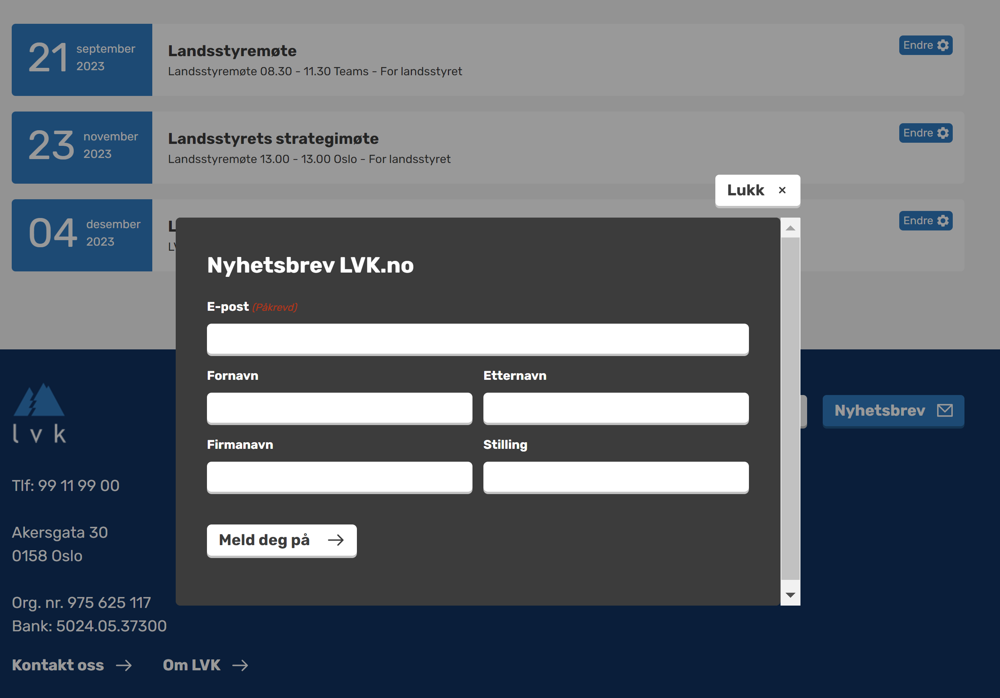 21 september
2023
Landsstyremøte
Landsstyremøte 08.30 - 11.30 Teams - For landsstyret
Endre
23 november
2023
Landsstyrets strategimøte
Landsstyremøte 13.00 - 13.00 Oslo - For landsstyret
Endre
04 desember
2023
Endre
Lukk ×
Nyhetsbrev LVK.no
E-post (Påkrevd)
Fornavn
Etternavn
Firmanavn
Stilling
Meld deg på
lvk
Nyhetsbrev
Tlf: 99 11 99 00
Akersgata 30
0158 Oslo
Org. nr. 975 625 117
Bank: 5024.05.37300
Kontakt oss
Om LVK